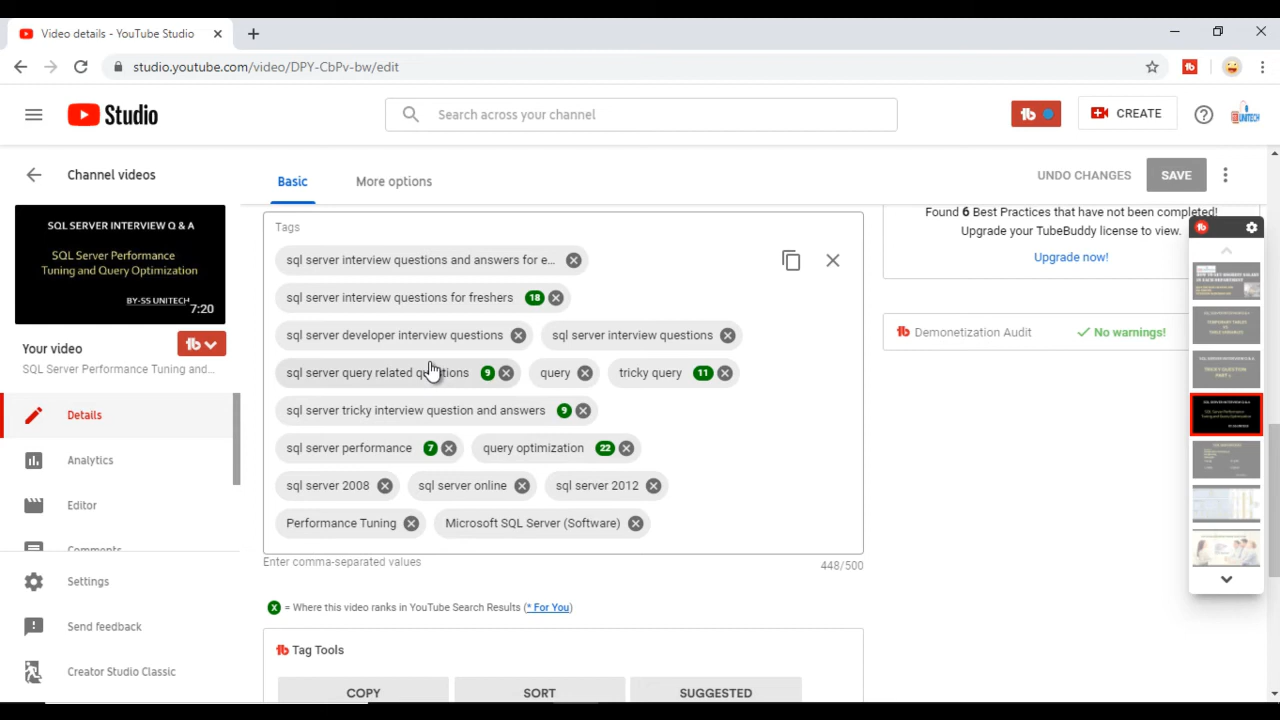 Video details - YouTube Studio
studio.youtube.com/video/DPY-CbPv-bw/edit
Studio
Search across your channel
CREATE
UNITECH
Channel videos
Basic
More options
UNDO CHANGES
SAVE
SQL SERVER INTERVIEW Q & A
SQL Server Performance
Tuning and Query Optimization
BY-SS UNITECH
7:20
Your video
SQL Server Performance Tuning and...
Details
Analytics
Editor
Comments
Settings
Send feedback
Creator Studio Classic
Tags
sql server interview questions and answers for e...
sql server interview questions for freshers 18
sql server developer interview questions
sql server interview questions
sql server query related 9
tricky query 11
sql server tricky interview question and answers 9
sql server performance 7
query optimization 22
sql server 2008
sql server online
sql server 2012
Performance Tuning
Microsoft SQL Server (Software)
Enter comma-separated values
448/500
X = Where this video ranks in YouTube Search Results (* For You)
Tag Tools
COPY
SORT
SUGGESTED
Found 6 Best Practices that have not been completed!
Upgrade your TubeBuddy license to view.
Upgrade now!
Demonetization Audit
No warnings!